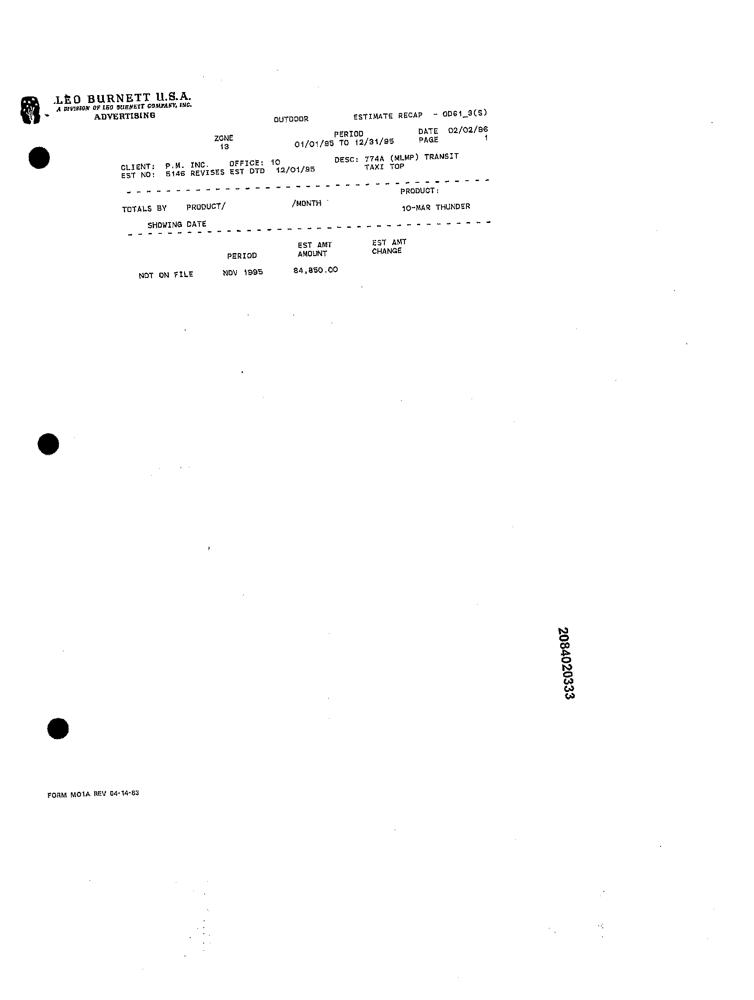 LEO BURNETT U.S.A.
A DIVISION OF LEO BURNETT COMPANY, INC.
ADVERTISING
OUTDOOR ESTIMATE RECAP - OD61_3(S)
ZONE PERIOD DATE 02/02/96
13 01/01/95 TO 12/31/95 PAGE 1
CLIENT: P.M. INC. OFFICE: 10 DESC: 774A (MLMP) TRANSIT
EST NO: 5146 REVISES EST DTD 12/01/95 TAXI TOP
PRODUCT:
TOTALS BY PRODUCT/ /MONTH 10-MAR THUNDER
SHOWING DATE
EST AMT EST AMT
PERIOD AMOUNT CHANGE
NOT ON FILE NOV 1995 84,850.00
2084020333
FORM MO1A REV 04-14-83